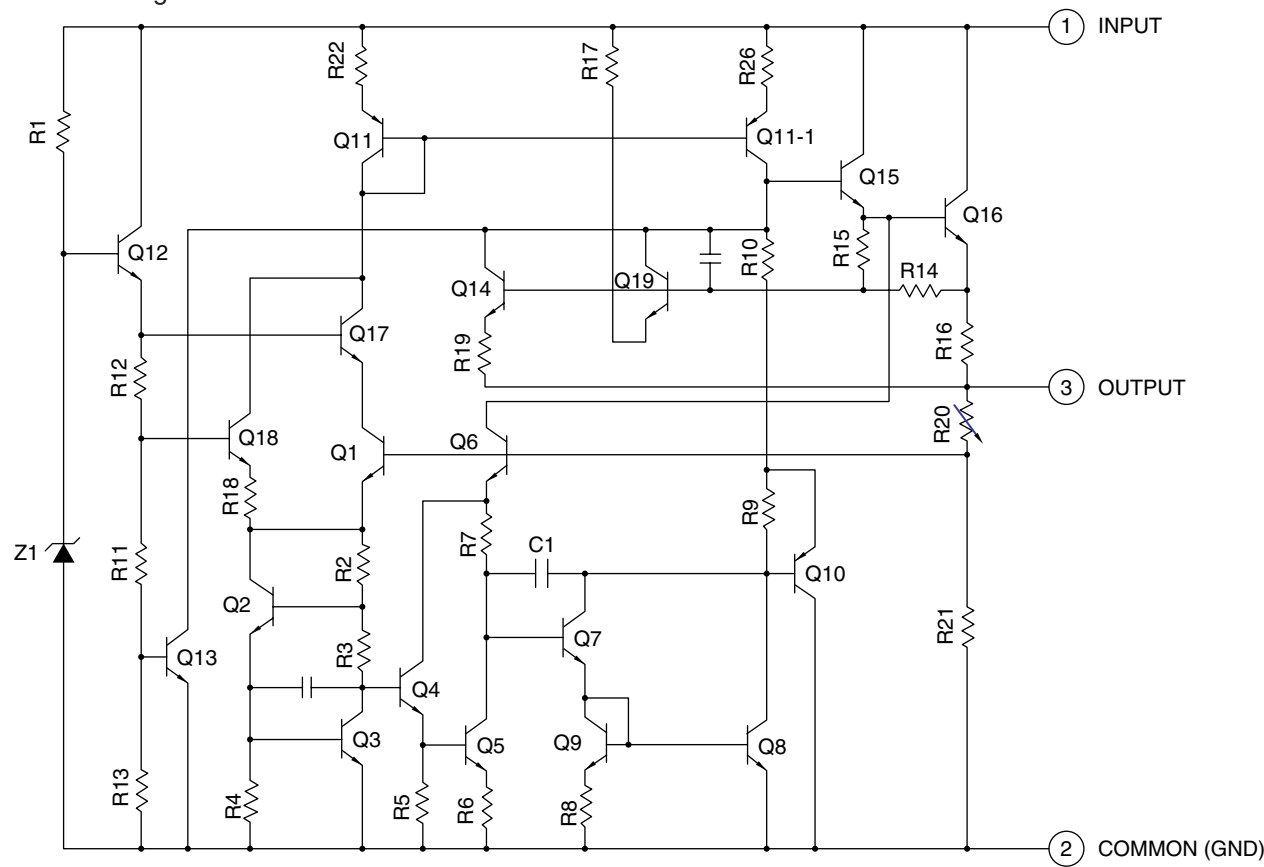 1 INPUT
R22
R17
R26
R1
Q11
Q11-1
Q15
Q16
Q12
R15
R10
R14
Q14
Q19
Q17
R19
R16
R12
3 OUTPUT
R20
Q18
Q1
Q6
R18
R9
R7
C1
Z1
R11
R2
Q10
Q2
R21
Q7
R3
Q13
Q4
Q3
Q5
Q9
Q8
R13
R4
R5
R6
R8
2 COMMON (GND)